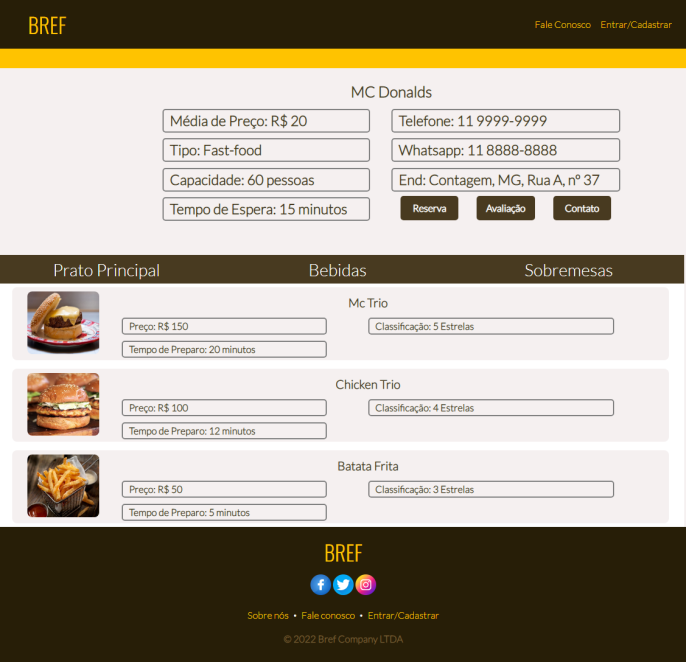 BREF
Fale Conosco Entrar/Cadastrar
MC Donalds
Média de Preço: R$ 20
Telefone: 11 9999-9999
Tipo: Fast-food
Whatsapp: 11 8888-8888
Capacidade: 60 pessoas
End: Contagem, MG, Rua A, nº 37
Tempo de Espera: 15 minutos
Reserva Avaliação Contato
Prato Principal Bebidas Sobremesas
Mc Trio
Preço: R$ 150
Classificação: 5 Estrelas
Tempo de Preparo: 20 minutos
Chicken Trio
Preço: R$ 100
Classificação: 4 Estrelas
Tempo de Preparo: 12 minutos
Batata Frita
Preço: R$ 50
Classificação: 3 Estrelas
Tempo de Preparo: 5 minutos
BREF
Sobre nós • Fale conosco • Entrar/Cadastrar
© 2022 Bref Company LTDA